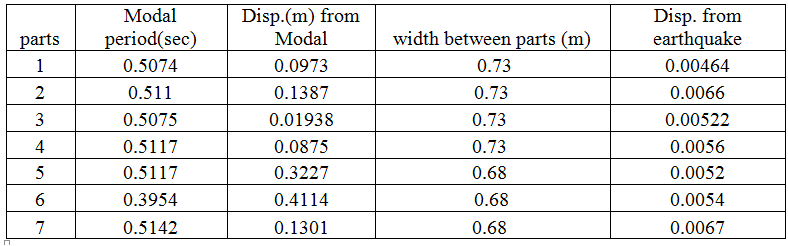 parts | Modal period(sec) | Disp.(m) from Modal | width between parts (m) | Disp. from earthquake
1 | 0.5074 | 0.0973 | 0.73 | 0.00464
2 | 0.511 | 0.1387 | 0.73 | 0.0066
3 | 0.5075 | 0.01938 | 0.73 | 0.00522
4 | 0.5117 | 0.0875 | 0.73 | 0.0056
5 | 0.5117 | 0.3227 | 0.68 | 0.0052
6 | 0.3954 | 0.4114 | 0.68 | 0.0054
7 | 0.5142 | 0.1301 | 0.68 | 0.0067